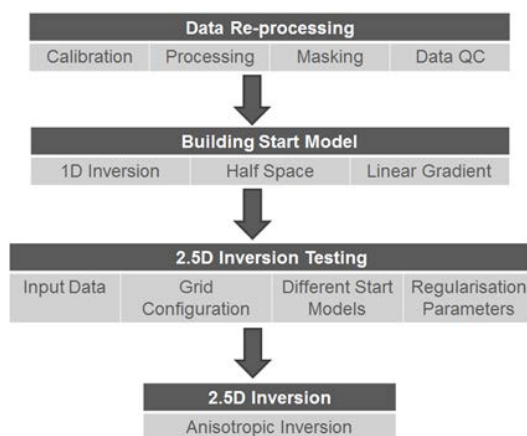 Data Re-processing
Calibration Processing Masking Data QC
Building Start Model
1D Inversion Half Space Linear Gradient
2.5D Inversion Testing
Input Data Grid Configuration Different Start Models Regularisation Parameters
2.5D Inversion
Anisotropic Inversion